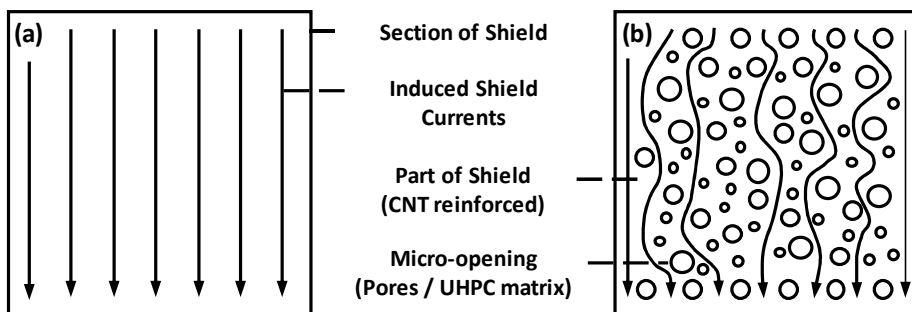 (a)
Section of Shield
Induced Shield
Currents
Part of Shield
(CNT reinforced)
Micro-opening
(Pores / UHPC matrix)
(b)